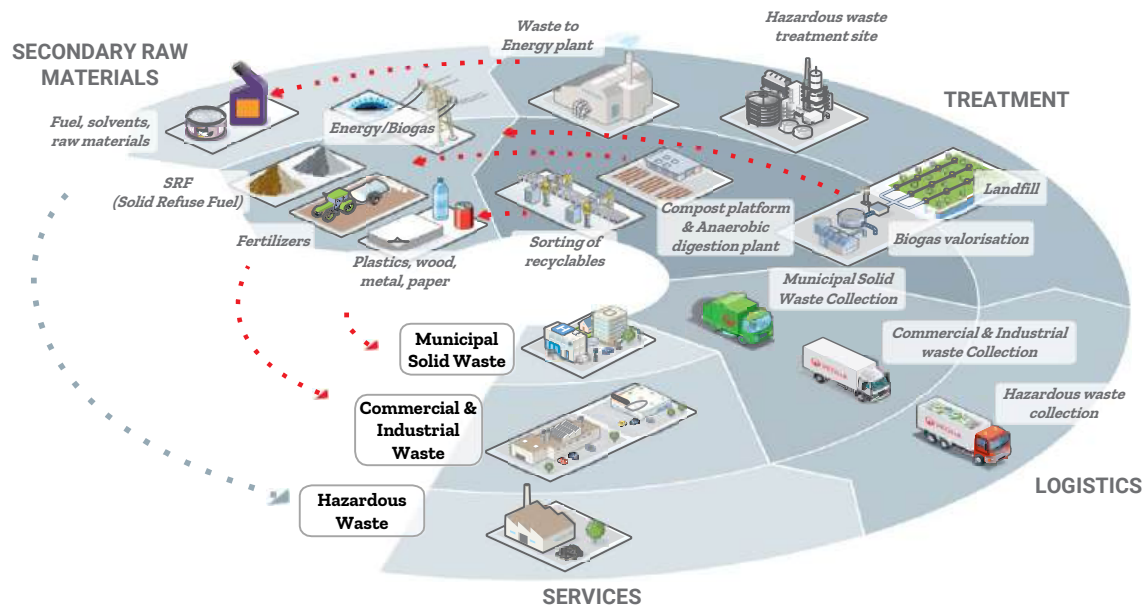 SECONDARY RAW
MATERIALS
Waste to
Energy plant
Hazardous waste
treatment site
TREATMENT
Fuel, solvents,
raw materials
Energy/Biogas
SRF
(Solid Refuse Fuel)
Fertilizers
Plastics, wood,
metal, paper
Sorting of
recyclables
Compost platform
& Anaerobic
digestion plant
Landfill
Biogas valorisation
Municipal Solid
Waste Collection
Commercial & Industrial
waste Collection
Hazardous waste
collection
LOGISTICS
Municipal
Solid Waste
Commercial &
Industrial
Waste
Hazardous
Waste
SERVICES
VEOLIA
VEOLIA